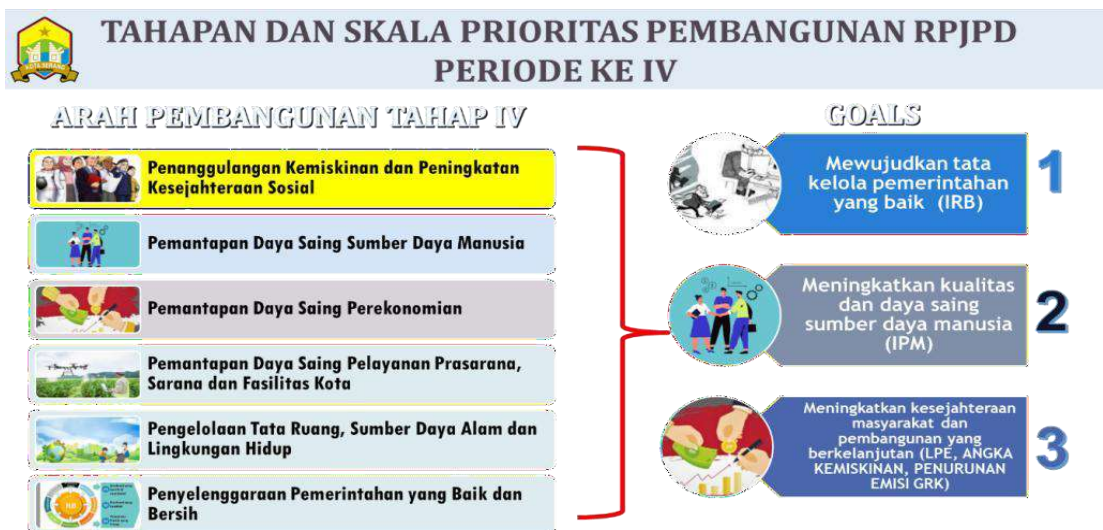 TAHAPAN DAN SKALA PRIORITAS PEMBANGUNAN RPJPD
PERIODE KE IV
KOTA SERANG
ARAH PEMBANGUNAN TAHAP IV
Penanggulangan Kemiskinan dan Peningkatan
Kesejahteraan Sosial
Pemantapan Daya Saing Sumber Daya Manusia
Pemantapan Daya Saing Perekonomian
Pemantapan Daya Saing Pelayanan Prasarana,
Sarana dan Fasilitas Kota
Pengelolaan Tata Ruang, Sumber Daya Alam dan
Lingkungan Hidup
Penyelenggaraan Pemerintahan yang Baik dan
Bersih
GOALS
Mewujudkan tata
kelola pemerintahan
yang baik (IRB)
1
Meningkatkan kualitas
dan daya saing
sumber daya manusia
(IPM)
2
Meningkatkan kesejahteraan
masyarakat dan
pembangunan yang
berkelanjutan (LPE, ANGKA
KEMISKINAN, PENURUNAN
EMISI GRK)
3